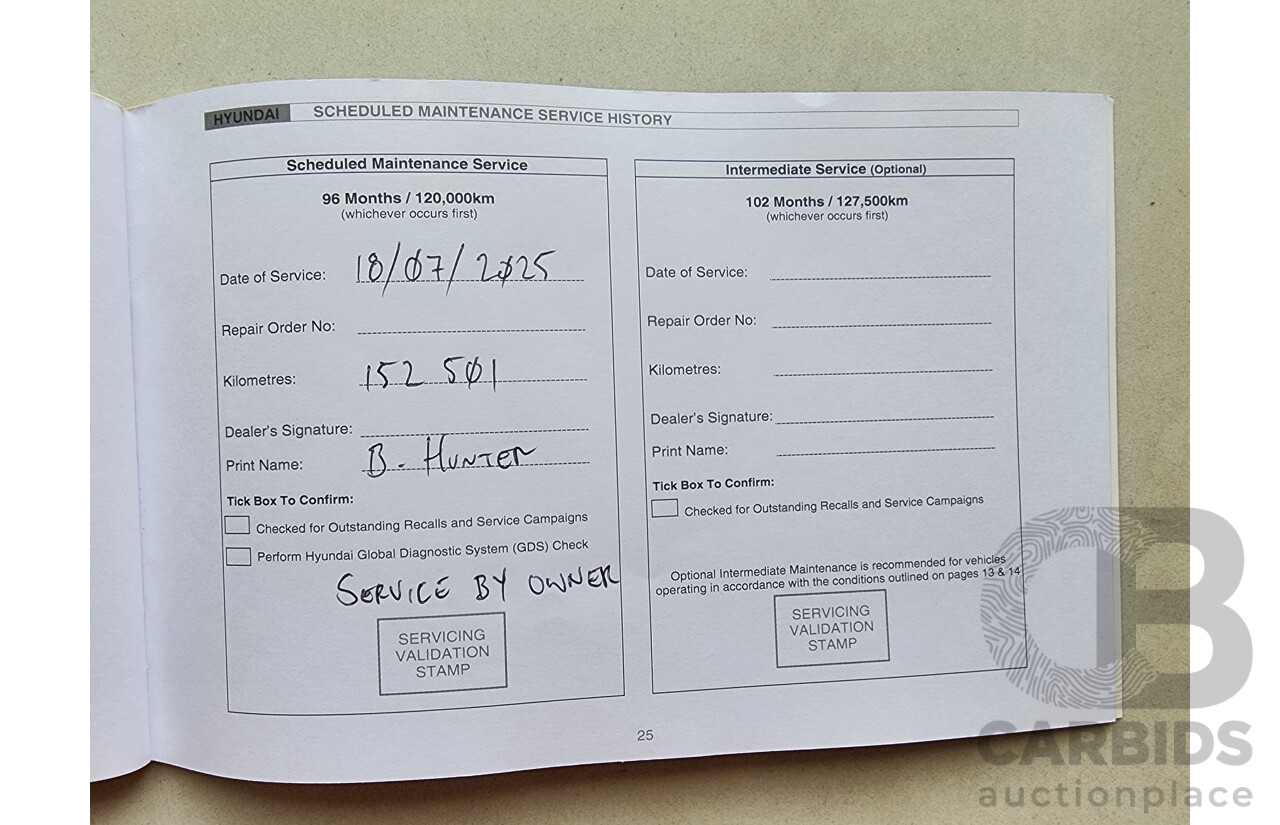 HYUNDAI SCHEDULED MAINTENANCE SERVICE HISTORY
Scheduled Maintenance Service
96 Months / 120,000km
(whichever occurs first)
Date of Service: 18/07/2025
Repair Order No:
Kilometres: 152 501
Dealer's Signature:
Print Name: B. HUNTER
Tick Box To Confirm:
Checked for Outstanding Recalls and Service Campaigns
Perform Hyundai Global Diagnostic System (GDS) Check
SERVICE BY OWNER
SERVICING
VALIDATION
STAMP
Intermediate Service (Optional)
102 Months / 127,500km
(whichever occurs first)
Date of Service:
Repair Order No:
Kilometres:
Dealer's Signature:
Print Name:
Tick Box To Confirm:
Checked for Outstanding Recalls and Service Campaigns
Optional Intermediate Maintenance is recommended for vehicles
operating in accordance with the conditions outlined on pages 13 & 14
SERVICING
VALIDATION
STAMP
25
CB
CARBIDS
auctionplace